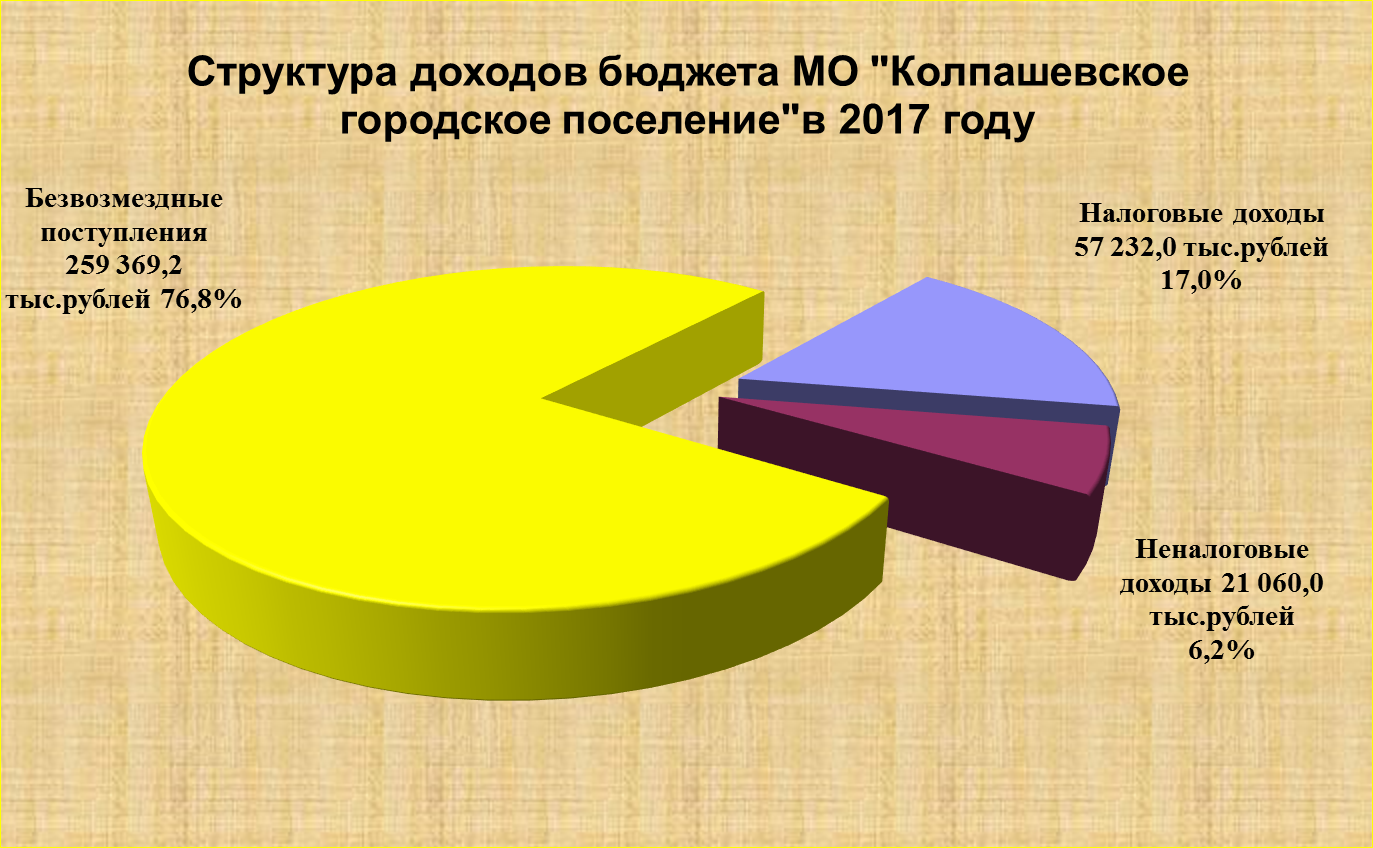 Структура доходов бюджета МО "Колпашевское
городское поселение"в 2017 году
Безвозмездные
поступления
259 369,2
тыс.рублей 76,8%
Налоговые доходы
57 232,0 тыс.рублей
17,0%
Неналоговые
доходы 21 060,0
тыс.рублей
6,2%